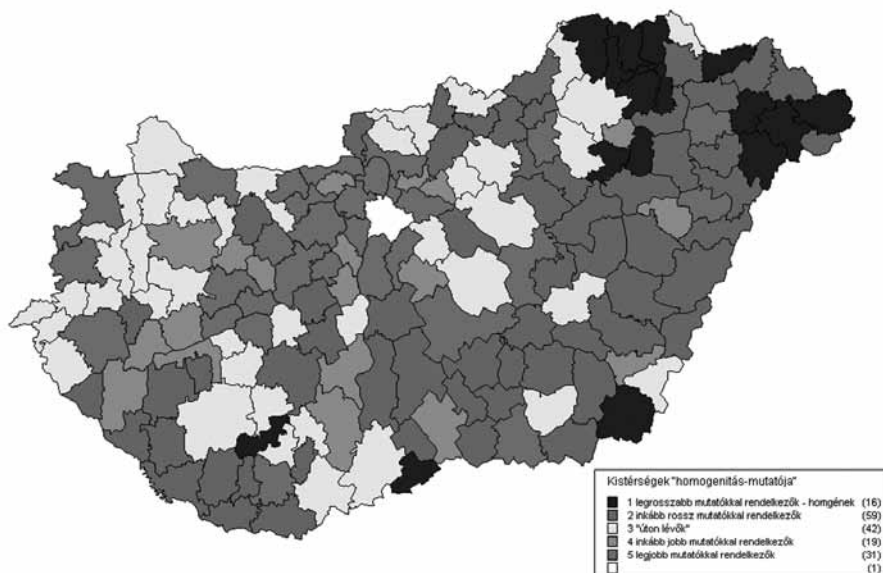 Kistérségek "homogenitás-mutatója"
1 legrosszabb mutatókkal rendelkezők - homgének (16)
2 inkább rossz mutatókkal rendelkezők (59)
3 "úton lévők" (42)
4 inkább jobb mutatókkal rendelkezők (19)
5 legjobb mutatókkal rendelkezők (31)
(1)